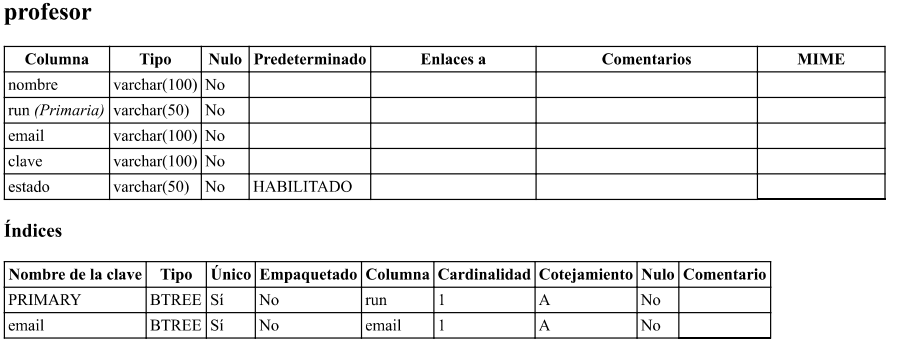 profesor
Columna Tipo Nulo Predeterminado Enlaces a Comentarios MIME
nombre varchar(100) No
run (Primaria) varchar(50) No
email varchar(100) No
clave varchar(100) No
estado varchar(50) No HABILITADO
Índices
Nombre de la clave Tipo Único Empaquetado Columna Cardinalidad Cotejamiento Nulo Comentario
PRIMARY BTREE Sí No run 1 A No
email BTREE Sí No email 1 A No